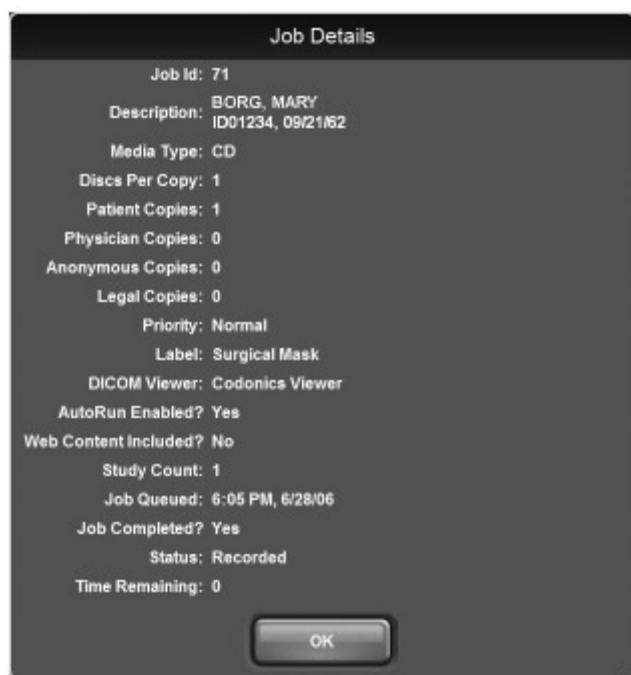 Job Details
Job Id: 71
Description: BORG, MARY
ID01234, 09/21/62
Media Type: CD
Discs Per Copy: 1
Patient Copies: 1
Physician Copies: 0
Anonymous Copies: 0
Legal Copies: 0
Priority: Normal
Label: Surgical Mask
DICOM Viewer: Codonics Viewer
AutoRun Enabled? Yes
Web Content Included? No
Study Count: 1
Job Queued: 6:05 PM, 6/28/06
Job Completed? Yes
Status: Recorded
Time Remaining: 0
OK